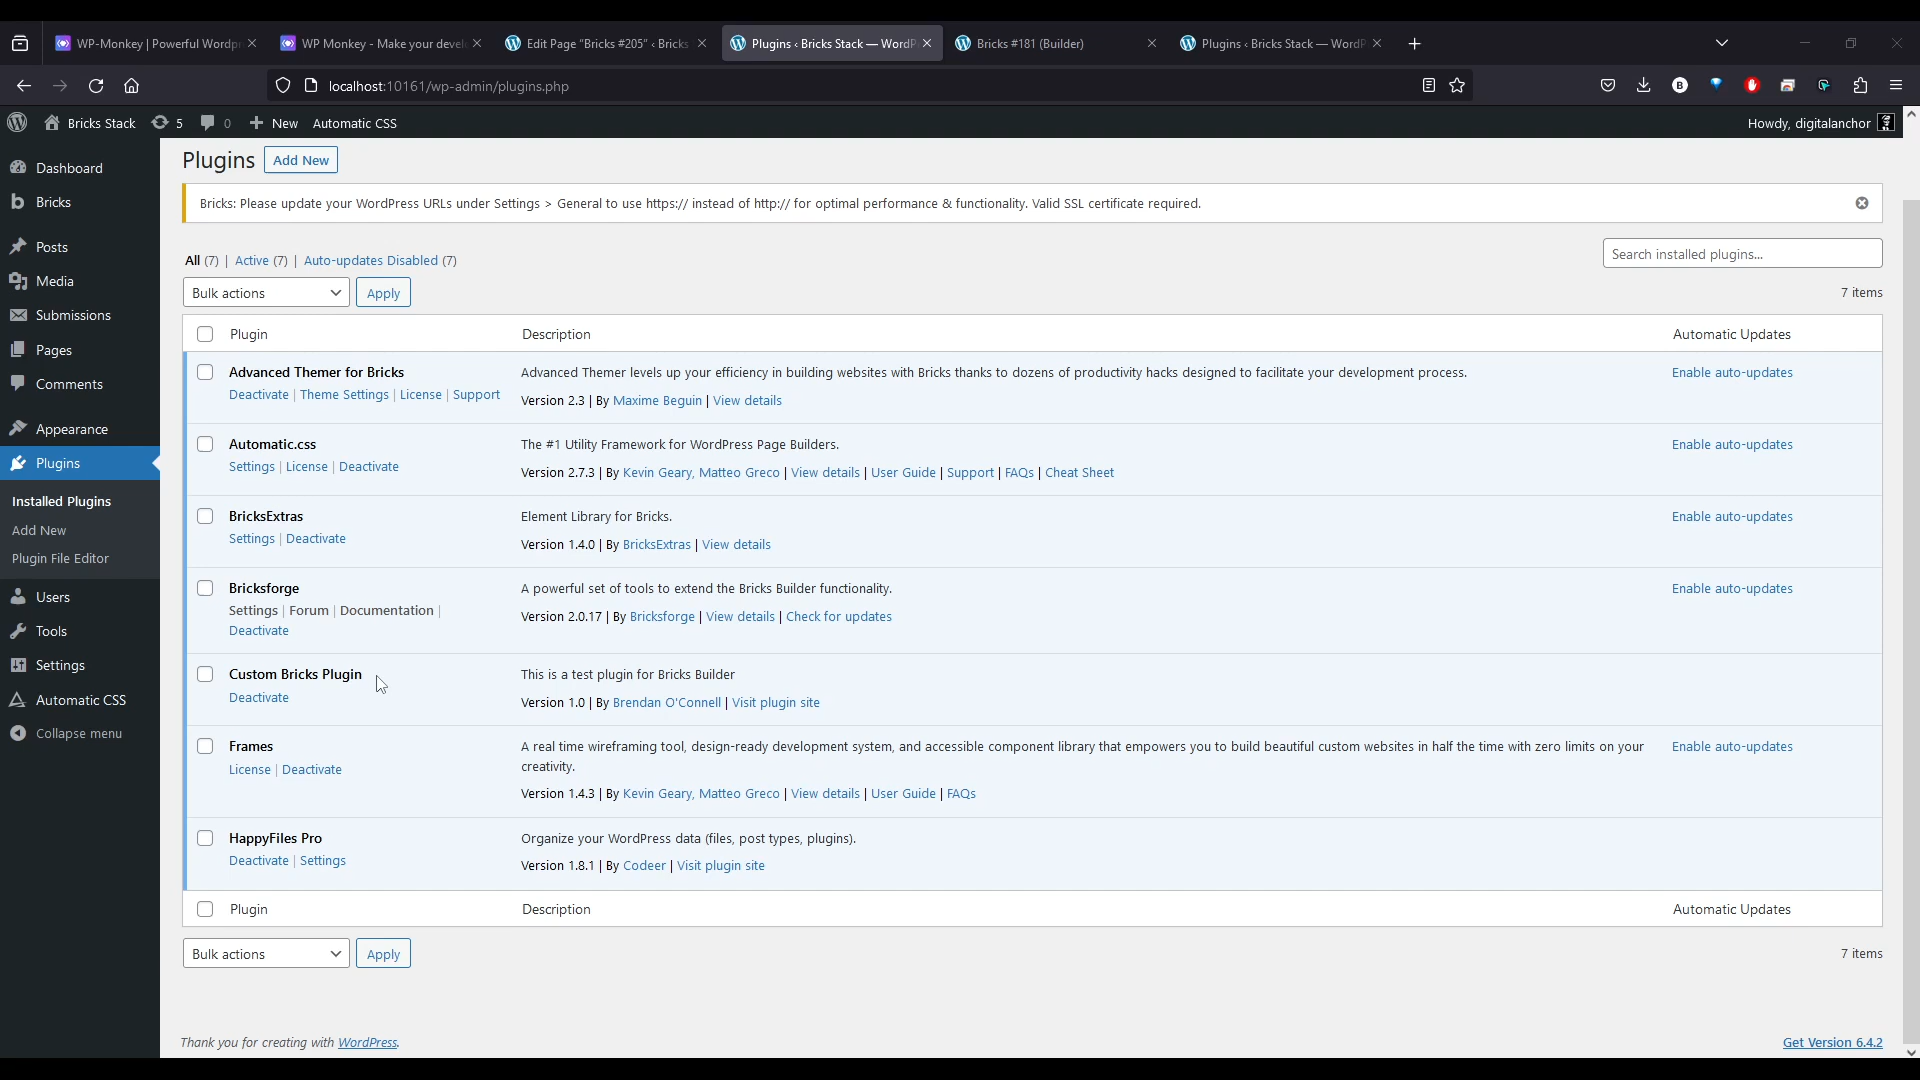 WP-Monkey | Powerful Wordpr
WP Monkey - Make your devel
Edit Page "Bricks #205" ‹ Bricks
Plugins ‹ Bricks Stack — WordP
Bricks #181 (Builder)
Plugins ‹ Bricks Stack — WordP
localhost:10161/wp-admin/plugins.php
Bricks Stack 5 0 New Automatic CSS
Howdy, digitalanchor
Dashboard
Bricks
Posts
Media
Submissions
Pages
Comments
Appearance
Plugins
Installed Plugins
Add New
Plugin File Editor
Users
Tools
Settings
Automatic CSS
Collapse menu
Plugins Add New
Bricks: Please update your WordPress URLs under Settings > General to use https:// instead of http:// for optimal performance & functionality. Valid SSL certificate required.
All (7) | Active (7) | Auto-updates Disabled (7)
Search installed plugins...
Bulk actions Apply
7 items
Plugin Description Automatic Updates
Advanced Themer for Bricks
Deactivate | Theme Settings | License | Support
Advanced Themer levels up your efficiency in building websites with Bricks thanks to dozens of productivity hacks designed to facilitate your development process.
Version 2.3 | By Maxime Beguin | View details
Enable auto-updates
Automatic.css
Settings | License | Deactivate
The #1 Utility Framework for WordPress Page Builders.
Version 2.7.3 | By Kevin Geary, Matteo Greco | View details | User Guide | Support | FAQs | Cheat Sheet
Enable auto-updates
BricksExtras
Settings | Deactivate
Element Library for Bricks.
Version 1.4.0 | By BricksExtras | View details
Enable auto-updates
Bricksforge
Settings | Forum | Documentation |
Deactivate
A powerful set of tools to extend the Bricks Builder functionality.
Version 2.0.17 | By Bricksforge | View details | Check for updates
Enable auto-updates
Custom Bricks Plugin
Deactivate
This is a test plugin for Bricks Builder
Version 1.0 | By Brendan O'Connell | Visit plugin site
Frames
License | Deactivate
A real time wireframing tool, design-ready development system, and accessible component library that empowers you to build beautiful custom websites in half the time with zero limits on your
creativity.
Version 1.4.3 | By Kevin Geary, Matteo Greco | View details | User Guide | FAQs
Enable auto-updates
HappyFiles Pro
Deactivate | Settings
Organize your WordPress data (files, post types, plugins).
Version 1.8.1 | By Codeer | Visit plugin site
Plugin Description Automatic Updates
Bulk actions Apply
7 items
Thank you for creating with WordPress.
Get Version 6.4.2